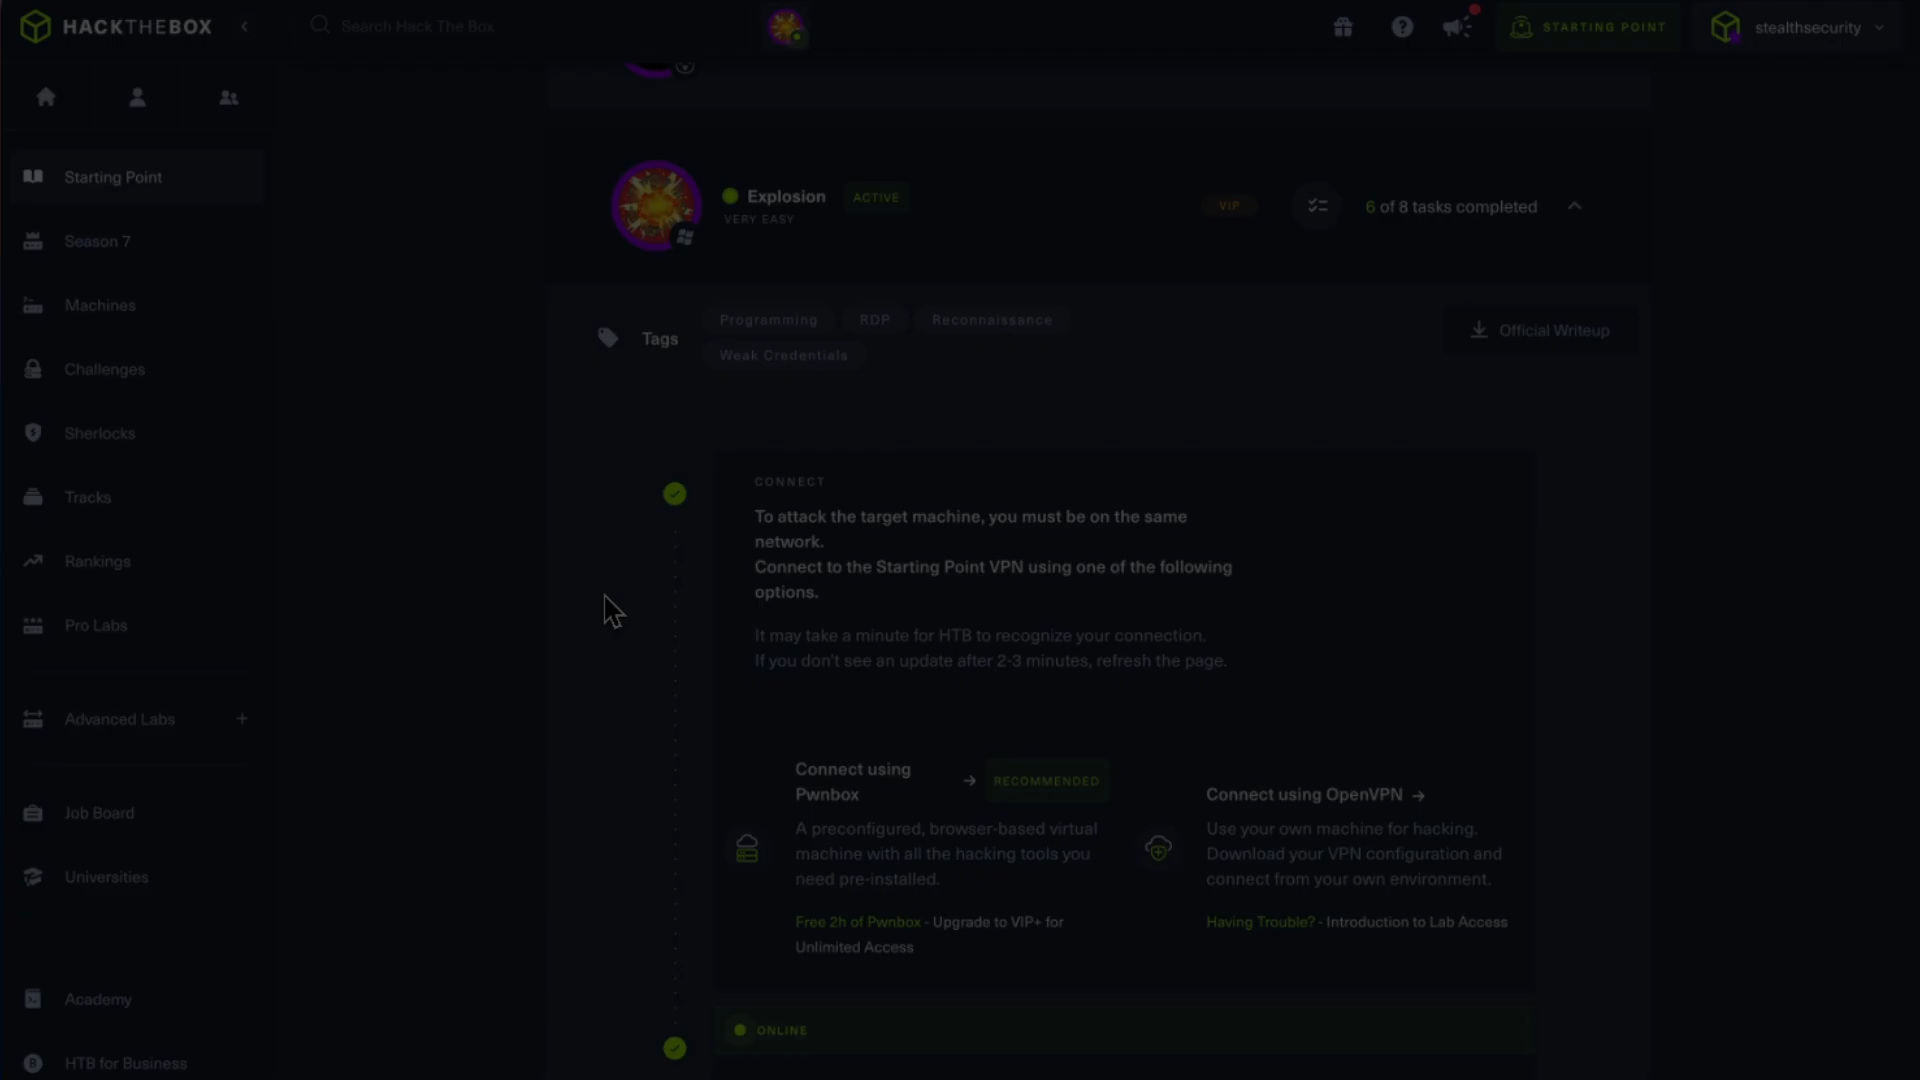 HACKTHEBOX
Search Hack The Box
STARTING POINT
stealthsecurity
Starting Point
Season 7
Machines
Challenges
Sherlocks
Tracks
Rankings
Pro Labs
Advanced Labs
Job Board
Universities
Academy
HTB for Business
Explosion
ACTIVE
VERY EASY
VIP
6 of 8 tasks completed
Tags
Programming
RDP
Reconnaissance
Weak Credentials
Official Writeup
CONNECT
To attack the target machine, you must be on the same
network.
Connect to the Starting Point VPN using one of the following
options.
It may take a minute for HTB to recognize your connection.
If you don't see an update after 2-3 minutes, refresh the page.
Connect using
Pwnbox
RECOMMENDED
A preconfigured, browser-based virtual
machine with all the hacking tools you
need pre-installed.
Free 2h of Pwnbox - Upgrade to VIP+ for
Unlimited Access
Connect using OpenVPN
Use your own machine for hacking.
Download your VPN configuration and
connect from your own environment.
Having Trouble? - Introduction to Lab Access
ONLINE